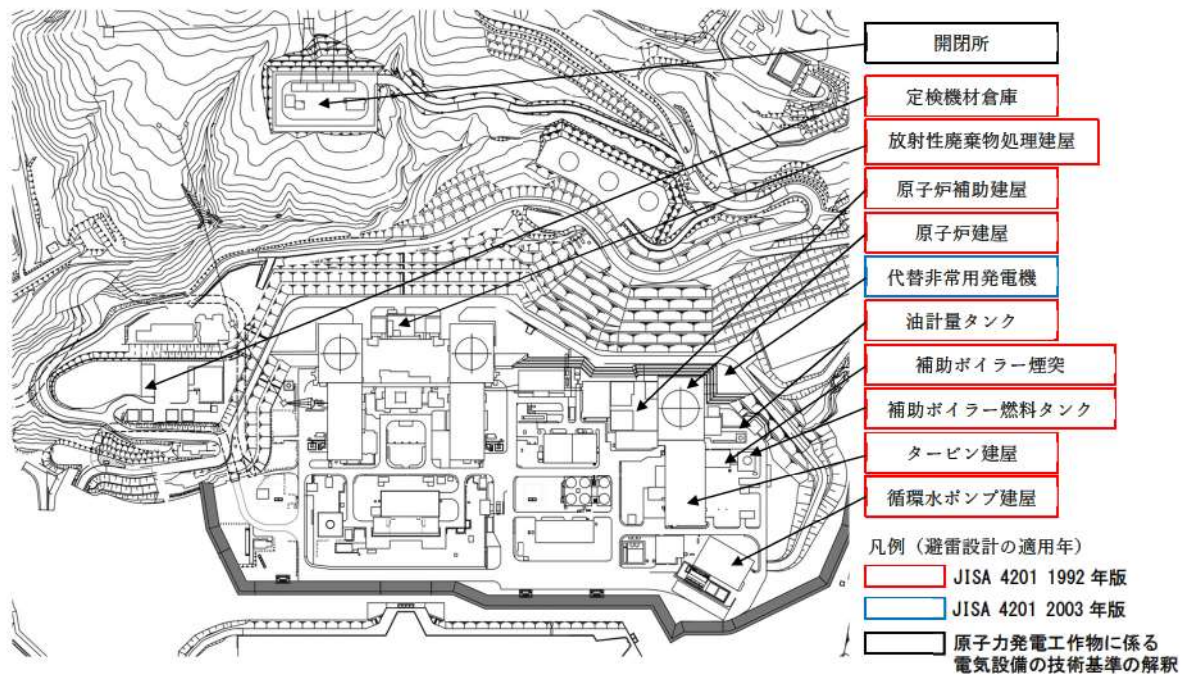 開閉所
定検機材倉庫
放射性廃棄物処理建屋
原子炉補助建屋
原子炉建屋
代替非常用発電機
油計量タンク
補助ボイラー煙突
補助ボイラー燃料タンク
タービン建屋
循環水ポンプ建屋
凡例（避雷設計の適用年）
JISA 4201 1992 年版
JISA 4201 2003 年版
原子力発電工作物に係る
電気設備の技術基準の解釈